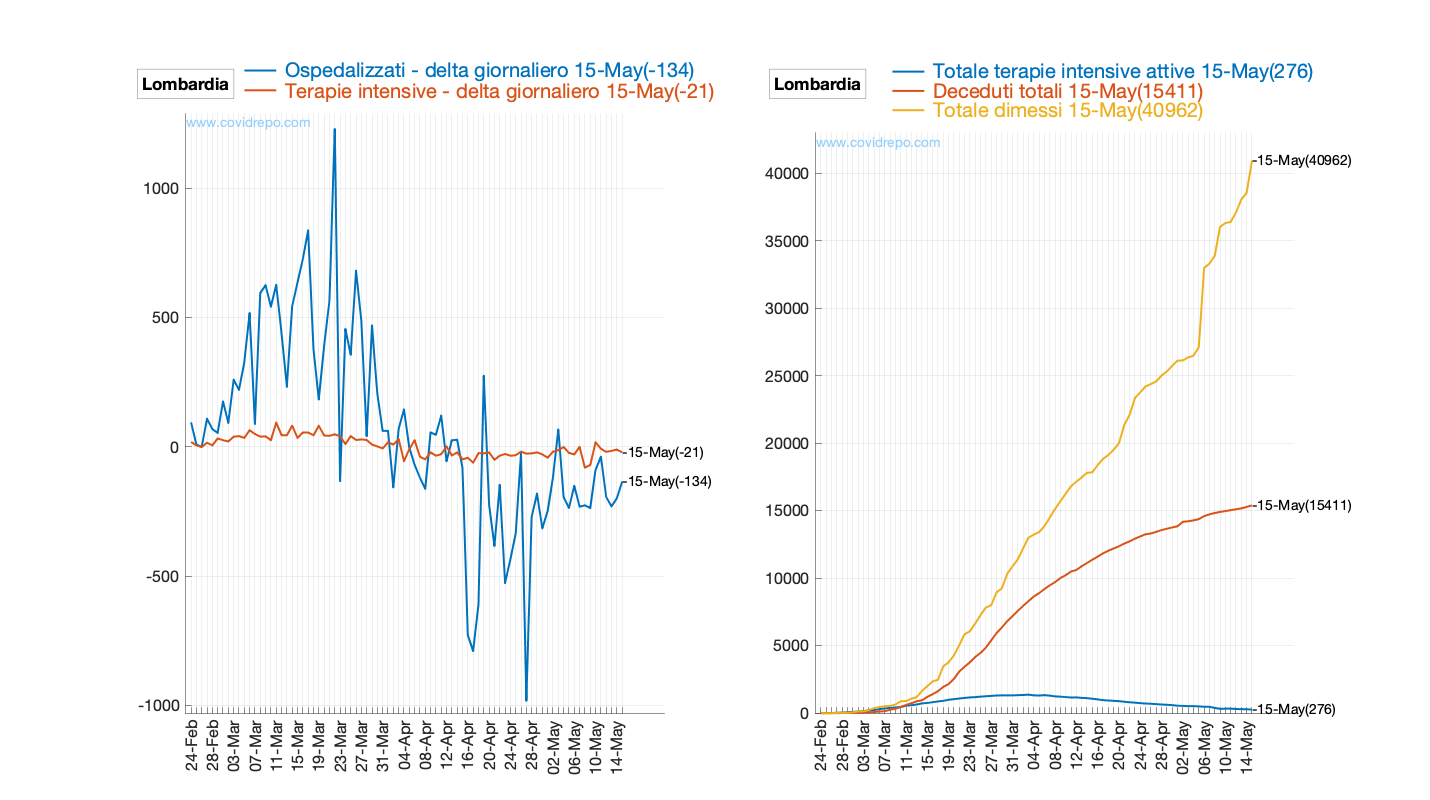 Lombardia
Ospedalizzati - delta giornaliero 15-May(-134)
Terapie intensive - delta giornaliero 15-May(-21)
www.covidrepo.com
1000
500
0
-500
-1000
15-May(-21)
15-May(-134)
24-Feb
28-Feb
03-Mar
07-Mar
11-Mar
15-Mar
19-Mar
23-Mar
27-Mar
31-Mar
04-Apr
08-Apr
12-Apr
16-Apr
20-Apr
24-Apr
28-Apr
02-May
06-May
10-May
14-May
Lombardia
Totale terapie intensive attive 15-May(276)
Deceduti totali 15-May(15411)
Totale dimessi 15-May(40962)
www.covidrepo.com
40000
35000
30000
25000
20000
15000
10000
5000
0
15-May(40962)
15-May(15411)
15-May(276)
24-Feb
28-Feb
03-Mar
07-Mar
11-Mar
15-Mar
19-Mar
23-Mar
27-Mar
31-Mar
04-Apr
08-Apr
12-Apr
16-Apr
20-Apr
24-Apr
28-Apr
02-May
06-May
10-May
14-May